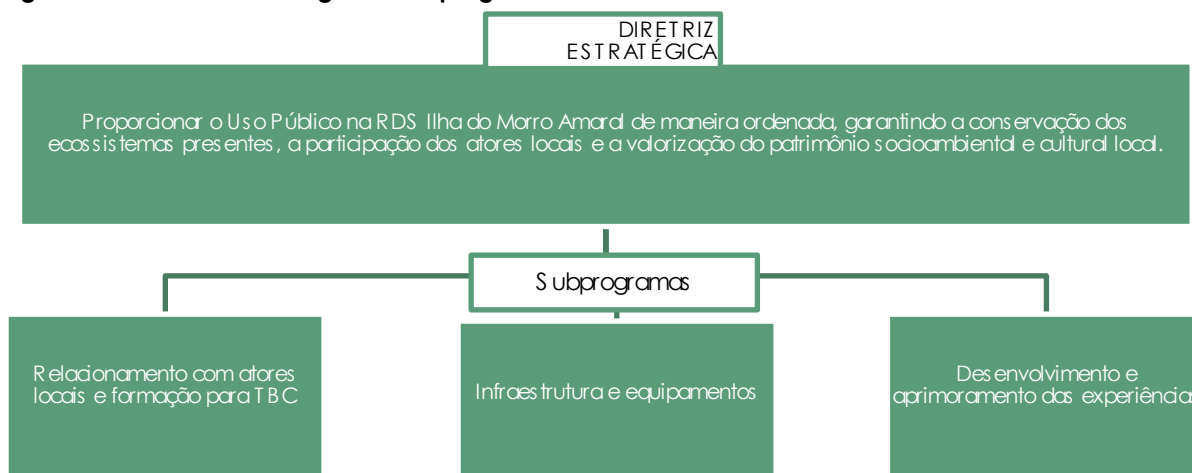 DIRETRIZ
ESTRATÉGICA
Proporcionar o Uso Público na RDS Ilha do Morro Amaral de maneira ordenada, garantindo a conservação dos
ecossistemas presentes, a participação dos atores locais e a valorização do patrimônio socioambiental e cultural local.
Subprogramas
Relacionamento com atores
locais e formação para TBC
Infraestrutura e equipamentos
Desenvolvimento e
aprimoramento das experiência